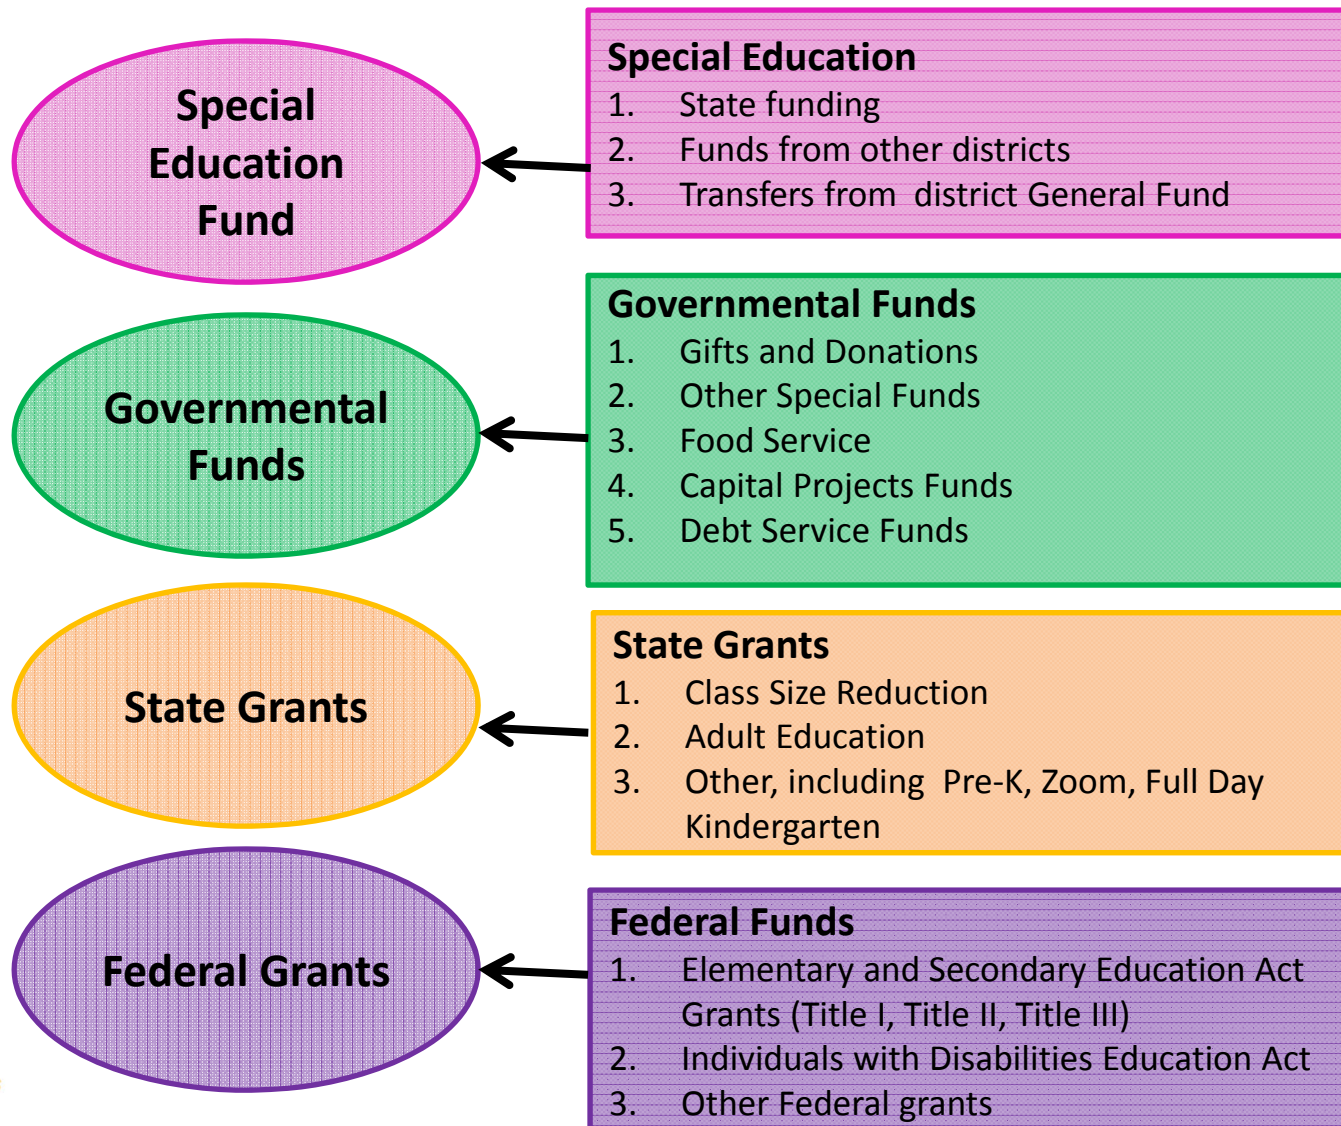 Special
Education
Fund
Special Education
1. State funding
2. Funds from other districts
3. Transfers from district General Fund
Governmental
Funds
Governmental Funds
1. Gifts and Donations
2. Other Special Funds
3. Food Service
4. Capital Projects Funds
5. Debt Service Funds
State Grants
State Grants
1. Class Size Reduction
2. Adult Education
3. Other, including Pre-K, Zoom, Full Day
Kindergarten
Federal Grants
Federal Funds
1. Elementary and Secondary Education Act
Grants (Title I, Title II, Title III)
2. Individuals with Disabilities Education Act
3. Other Federal grants